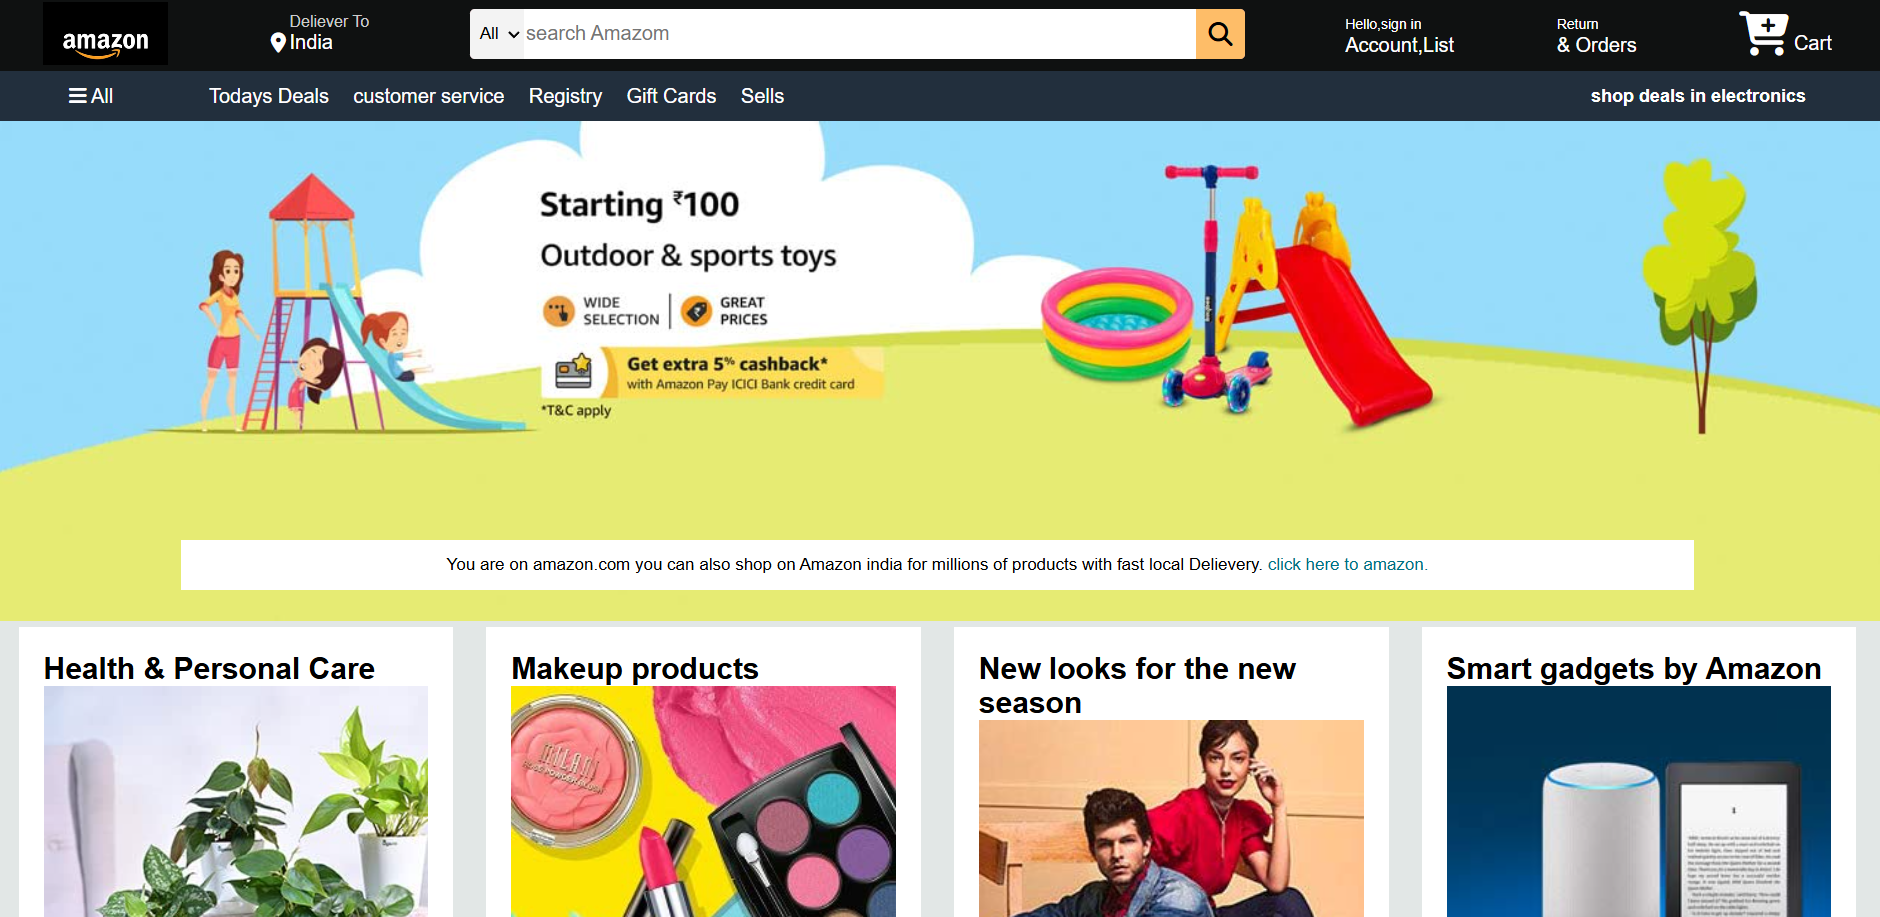 amazon
Deliever To
India
All
search Amazom
Hello,sign in
Account,List
Return
& Orders
Cart
All
Todays Deals
customer service
Registry
Gift Cards
Sells
shop deals in electronics
Starting ₹100
Outdoor & sports toys
WIDE
SELECTION
GREAT
PRICES
Get extra 5% cashback*
with Amazon Pay ICICI Bank credit card
*T&C apply
You are on amazon.com you can also shop on Amazon india for millions of products with fast local Delievery. click here to amazon.
Health & Personal Care
Makeup products
New looks for the new
season
Smart gadgets by Amazon
MILANI
ROSE POWDER BLUSH